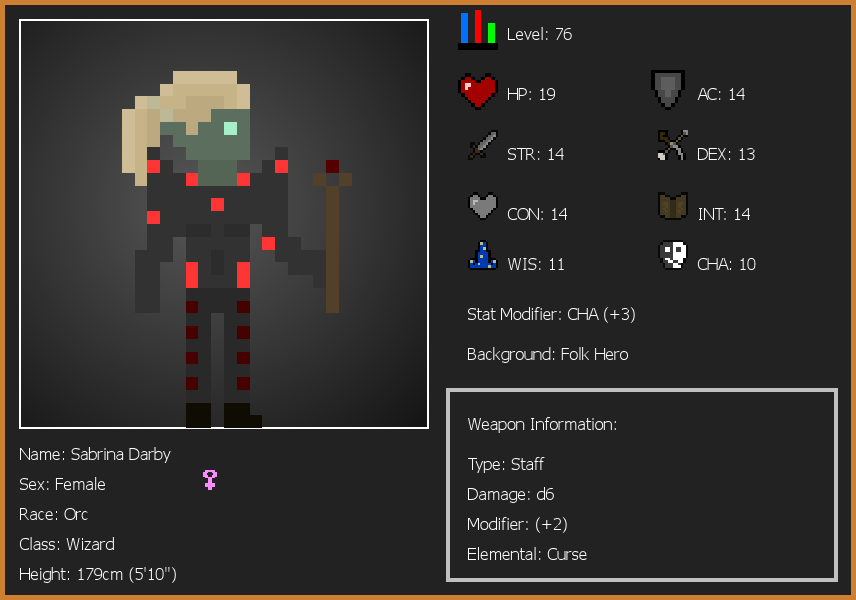 Level: 76
HP: 19
AC: 14
STR: 14
DEX: 13
CON: 14
INT: 14
WIS: 11
CHA: 10
Stat Modifier: CHA (+3)
Background: Folk Hero
Weapon Information:
Type: Staff
Damage: d6
Modifier: (+2)
Elemental: Curse
Name: Sabrina Darby
Sex: Female
Race: Orc
Class: Wizard
Height: 179cm (5'10")